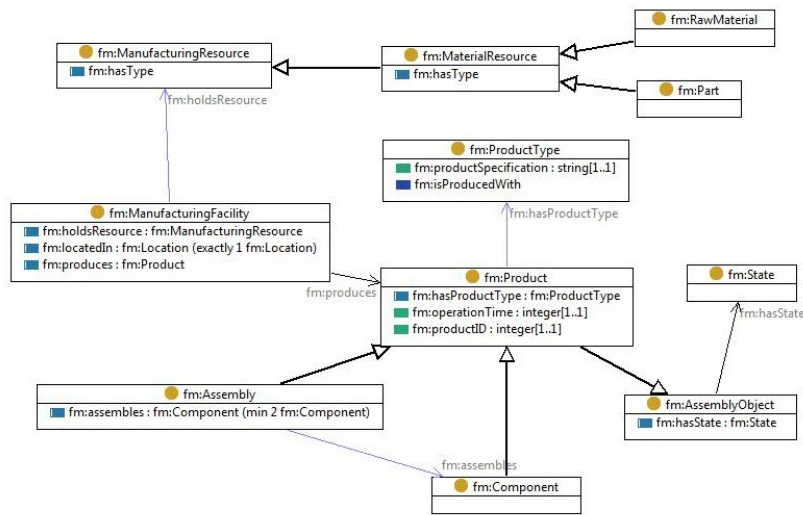 fm:RawMaterial
fm:ManufacturingResource
fm:hasType
fm:MaterialResource
fm:hasType
fm:Part
fm:holdsResource
fm:ProductType
fm:productSpecification : string[1..1]
fm:isProducedWith
fm:hasProductType
fm:ManufacturingFacility
fm:holdsResource : fm:ManufacturingResource
fm:locatedIn : fm:Location (exactly 1 fm:Location)
fm:produces : fm:Product
fm:produces
fm:Product
fm:hasProductType : fm:ProductType
fm:operationTime : integer[1..1]
fm:productID : integer[1..1]
fm:State
fm:hasState
fm:Assembly
fm:assembles : fm:Component (min 2 fm:Component)
fm:AssemblyObject
fm:hasState : fm:State
fm:assembles
fm:Component